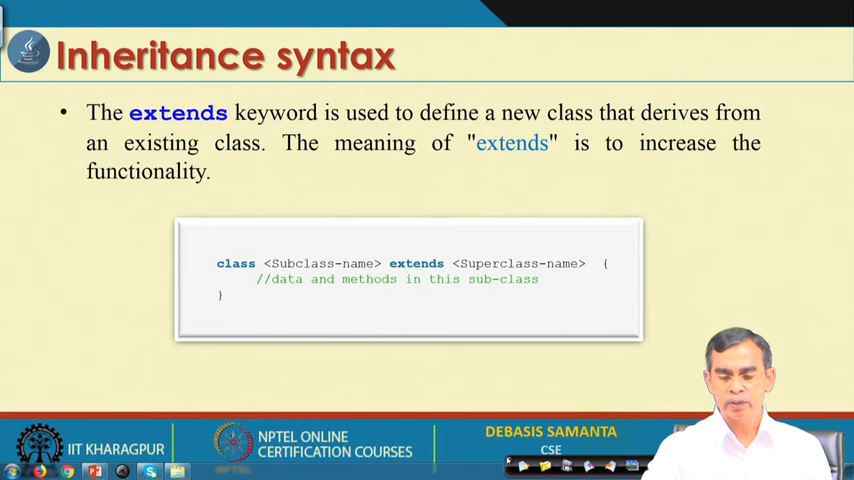 Inheritance syntax
• The extends keyword is used to define a new class that derives from
an existing class. The meaning of "extends" is to increase the
functionality.
class <Subclass-name> extends <Superclass-name> {
//data and methods in this sub-class
}
IIT KHARAGPUR
NPTEL ONLINE
CERTIFICATION COURSES
NPTEL
DEBASIS SAMANTA
CSE